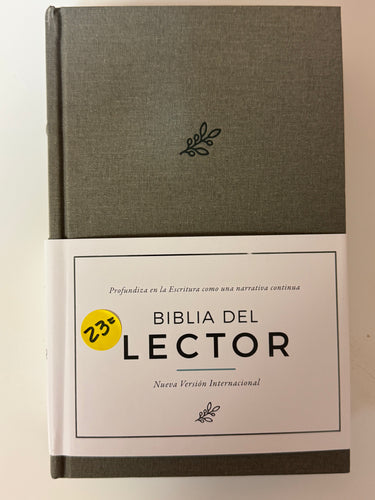 Profundiza en la Escritura como una narrativa continua
BIBLIA DEL
23=
LECTOR
Nueva Versión Internacional